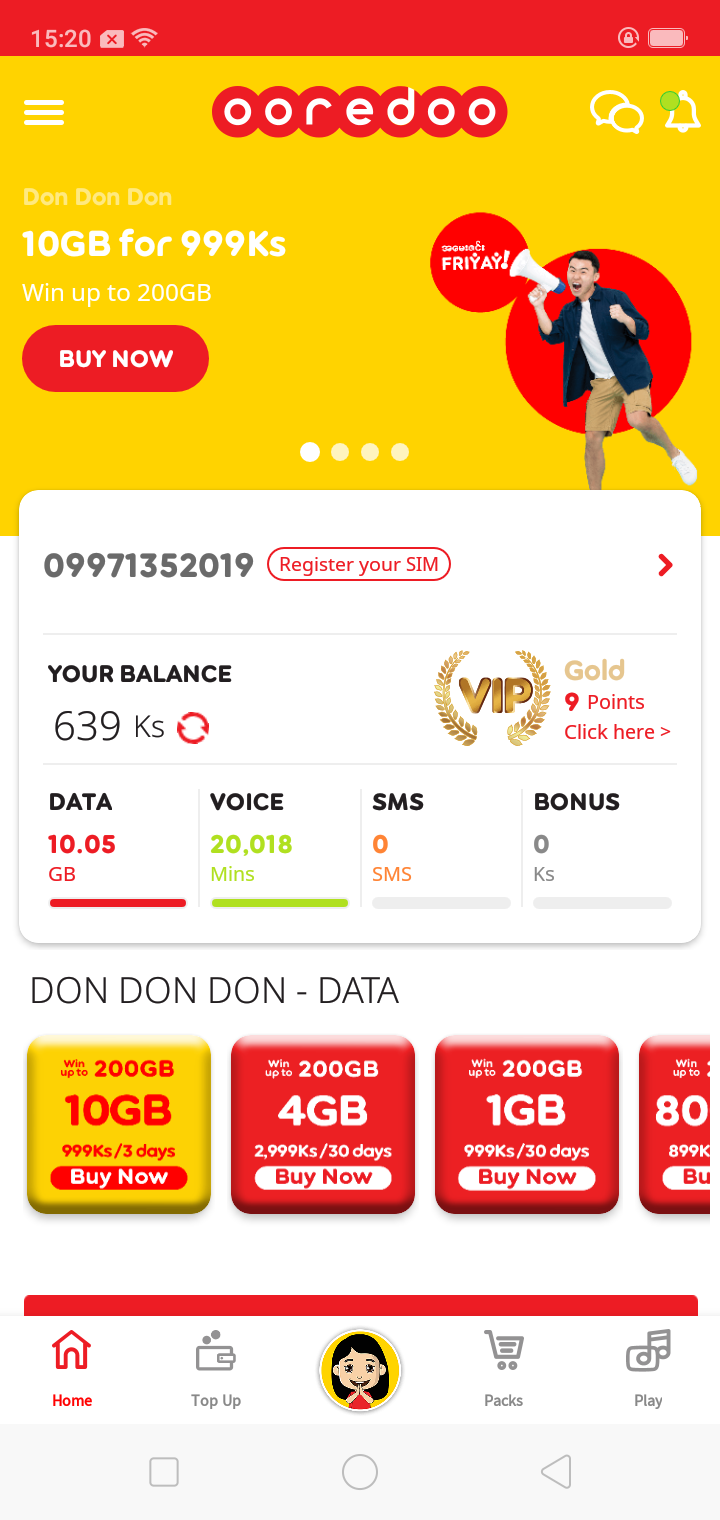 15:20
ooredoo
Don Don Don
10GB for 999Ks
Win up to 200GB
BUY NOW
အမေးဇင်း
FRIYAY!
09971352019 Register your SIM
YOUR BALANCE
639 Ks
VIP
Gold
9 Points
Click here >
DATA
10.05
GB
VOICE
20,018
Mins
SMS
0
SMS
BONUS
0
Ks
DON DON DON - DATA
Win up to 200GB
10GB
999Ks/3 days
Buy Now
Win up to 200GB
4GB
2,999Ks/30 days
Buy Now
Win up to 200GB
1GB
999Ks/30 days
Buy Now
Win up to
80
899K
Bu
Home
Top Up
Packs
Play